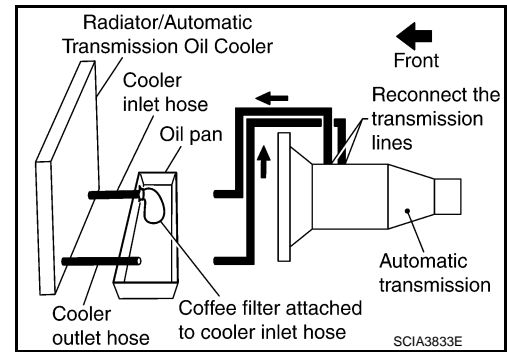 Radiator/Automatic
Transmission Oil Cooler
Front
Cooler
inlet hose
Reconnect the
transmission
lines
Oil pan
Automatic
transmission
Cooler
outlet hose
Coffee filter attached
to cooler inlet hose
SCIA3833E